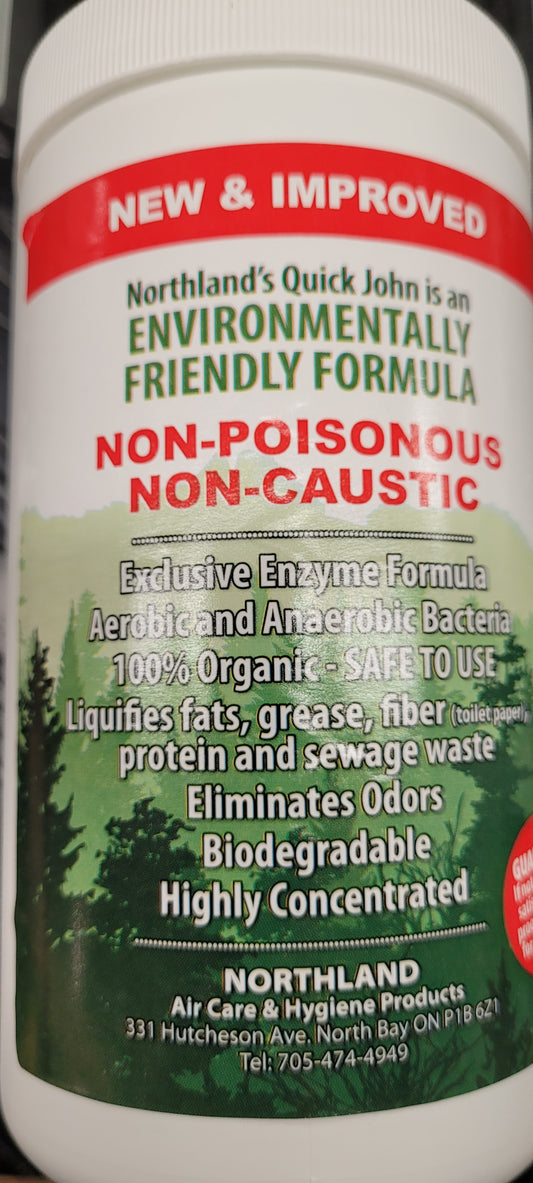 NEW & IMPROVED
Northland's Quick John is an
ENVIRONMENTALLY
FRIENDLY FORMULA
NON-POISONOUS
NON-CAUSTIC
Exclusive Enzyme Formula
Aerobic and Anaerobic Bacteria
100% Organic - SAFE TO USE
Liquifies fats, grease, fiber (toilet paper),
protein and sewage waste
Eliminates Odors
Biodegradable
Highly Concentrated
NORTHLAND
Air Care & Hygiene Products
331 Hutcheson Ave. North Bay ON P1B 6Z1
Tel: 705-474-4949